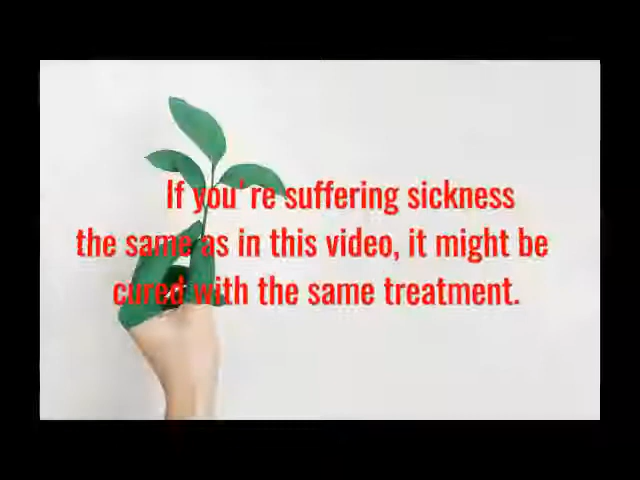 If you're suffering sickness
the same as in this video, it might be
cured with the same treatment.